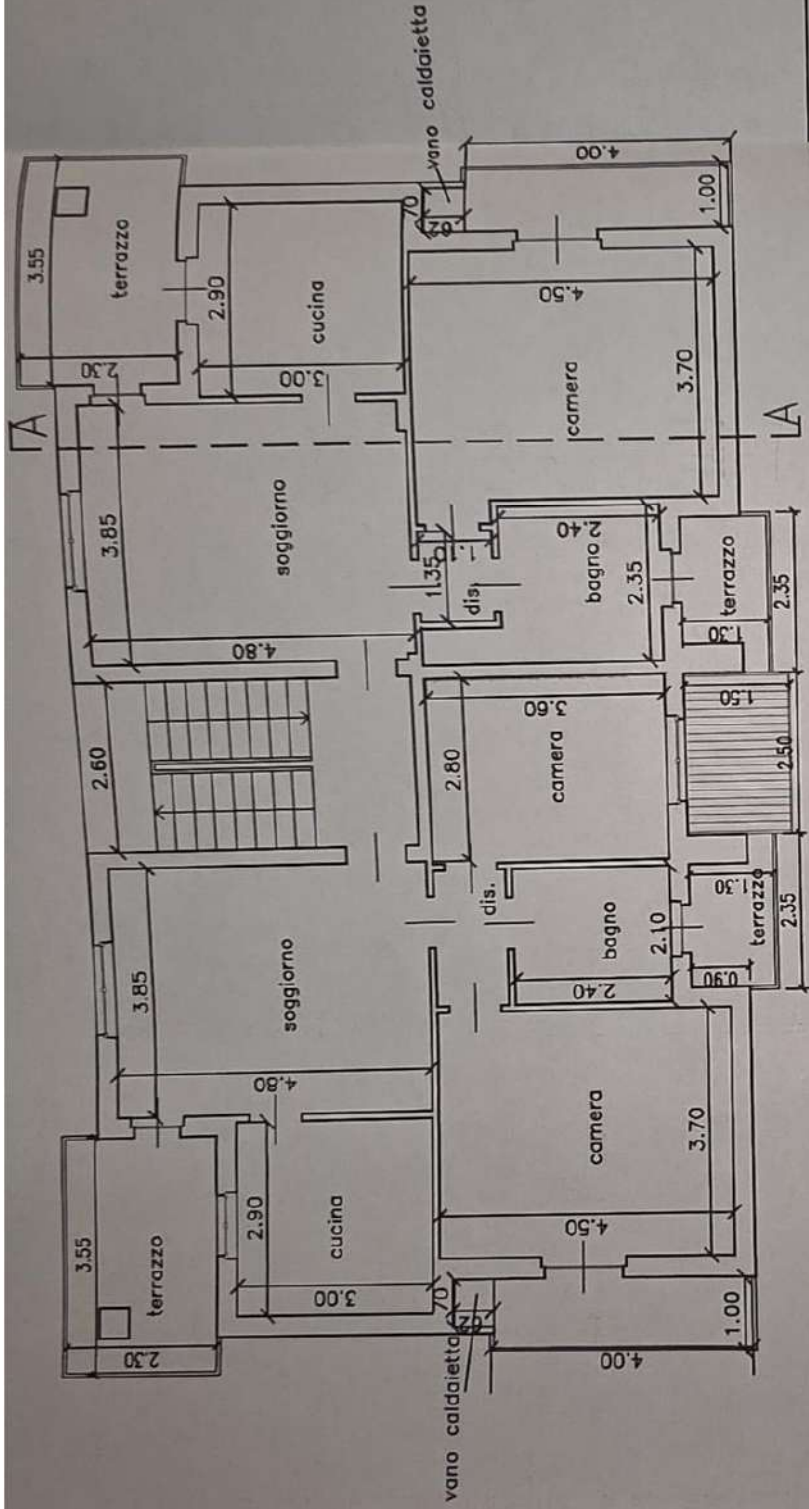 vano caldaietta
3.55
terrazzo
2.30
2.90
3.00
cucina
70
62
4.00
1.00
A
3.85
soggiorno
4.80
4.50
camera
3.70
A
1.35
dis.
2.40
bagno
2.35
terrazzo
1.30
2.35
2.60
2.80
3.60
camera
1.50
2.50
3.85
soggiorno
4.80
dis.
bagno
2.10
2.40
terrazzo
1.30
0.90
2.35
3.55
terrazzo
2.30
2.90
cucina
3.00
camera
4.50
3.70
70
62
vano caldaietta
4.00
1.00